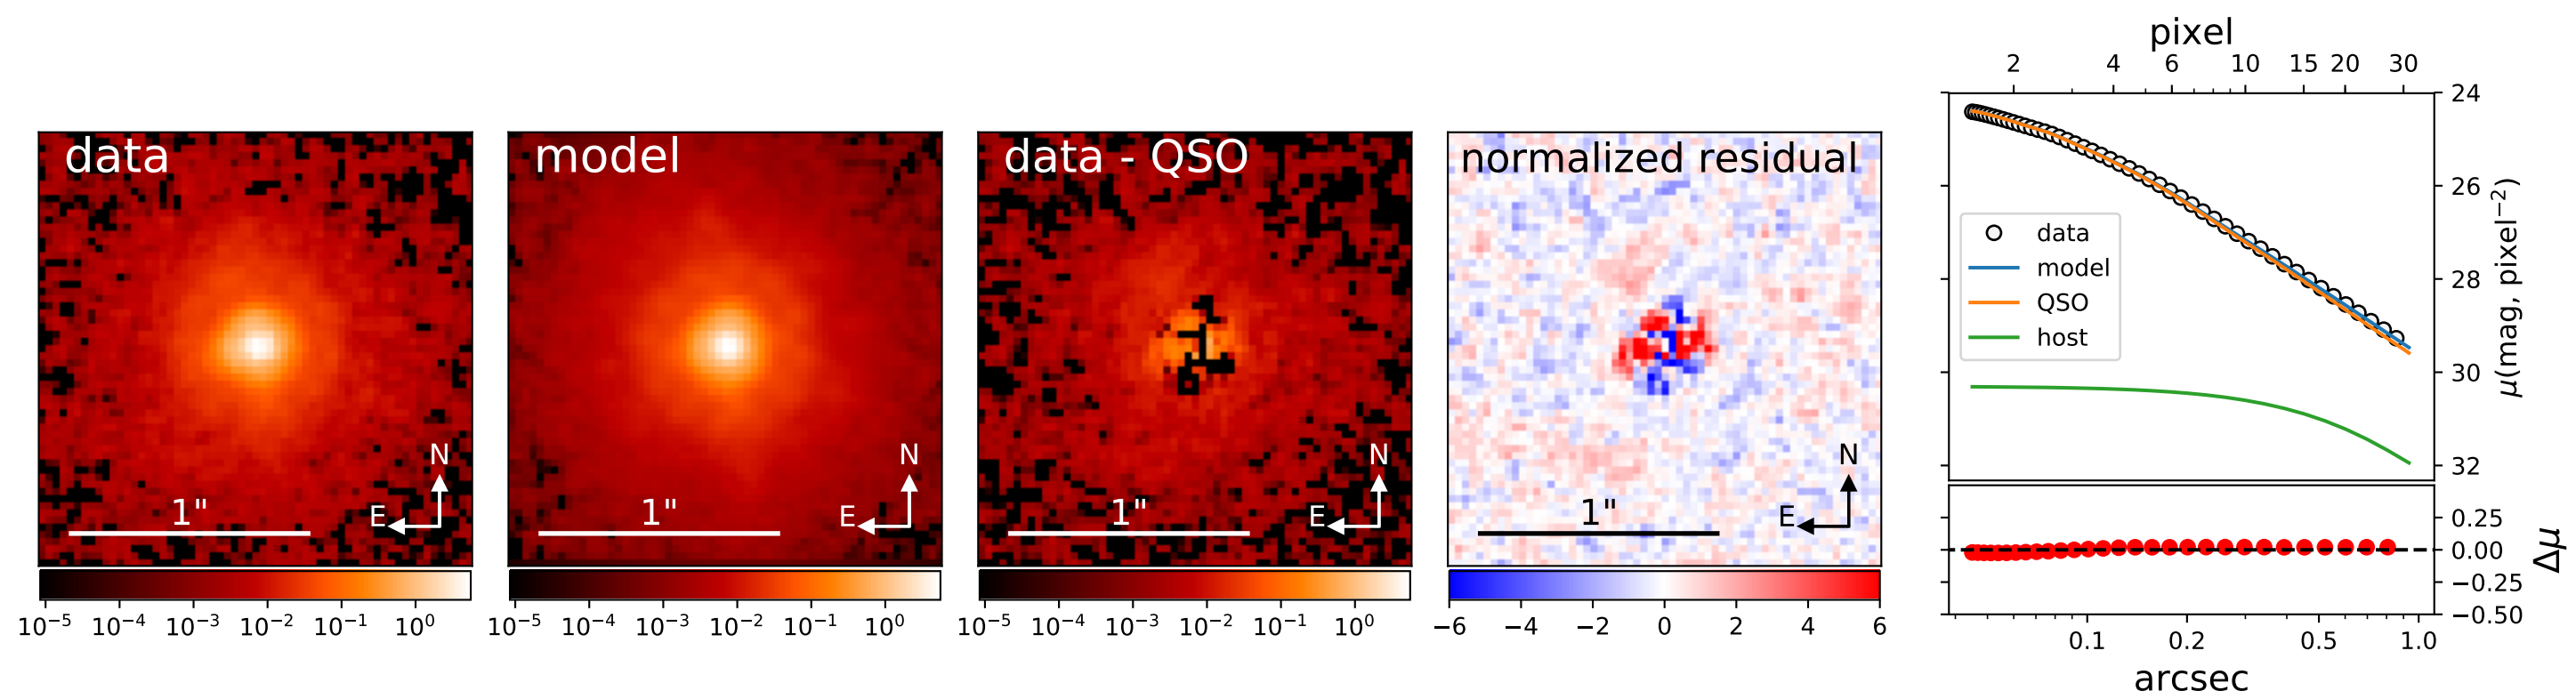 data
N
E
1"
10⁻⁵ 10⁻⁴ 10⁻³ 10⁻² 10⁻¹ 10⁰
model
N
E
1"
10⁻⁵ 10⁻⁴ 10⁻³ 10⁻² 10⁻¹ 10⁰
data - QSO
N
E
1"
10⁻⁵ 10⁻⁴ 10⁻³ 10⁻² 10⁻¹ 10⁰
normalized residual
N
E
1"
−6 −4 −2 0 2 4 6
pixel
2 4 6 10 15 20 30
data
model
QSO
host
24
26
28
30
32
μ(mag, pixel⁻²)
0.25
0.00
−0.25
−0.50
Δμ
0.1 0.2 0.5 1.0
arcsec